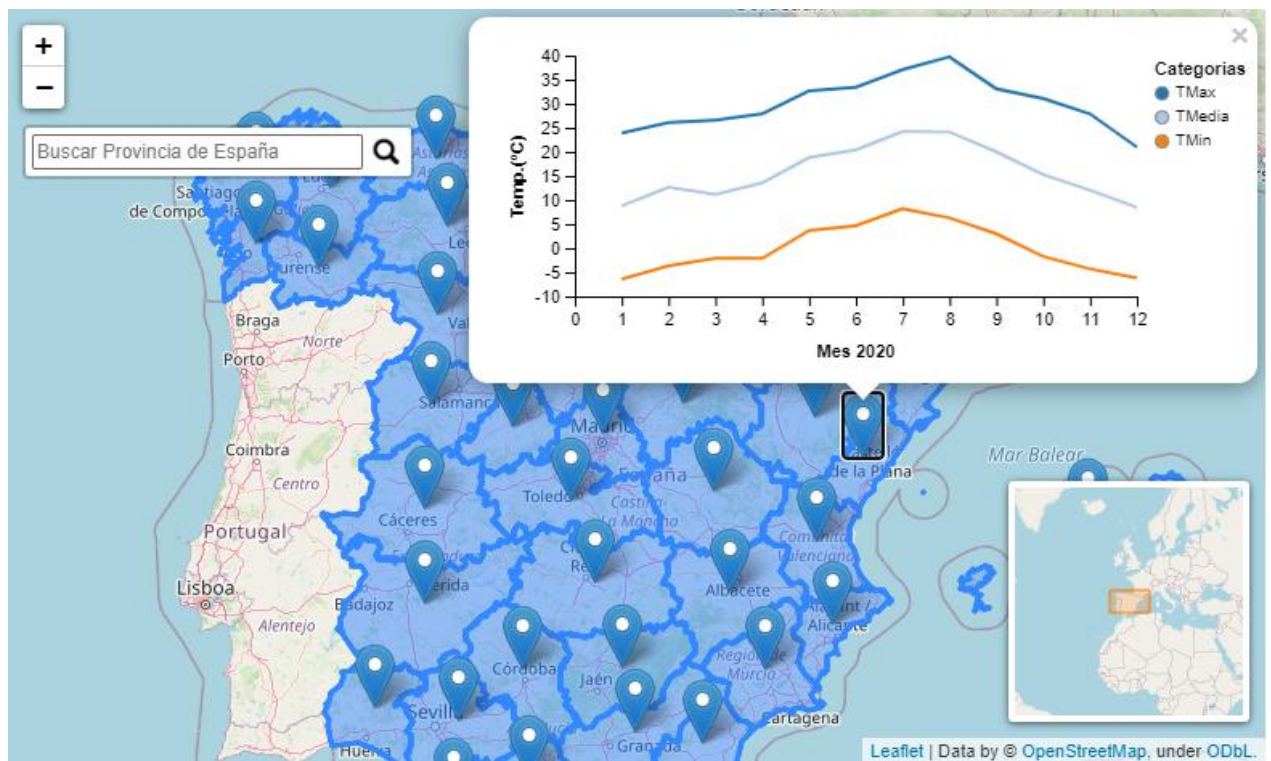 +
−
Buscar Provincia de España
×
40
35
30
25
20
15
10
5
0
-5
-10
Temp.(ºC)
0 1 2 3 4 5 6 7 8 9 10 11 12
Mes 2020
Categorias
TMax
TMedia
TMin
Santiago
de
Ourense
Braga
Norte
Porto
Salamanc
Madrid
Coimbra
Centro
España
Toledo
Castilla-
La Mancha
de la Plana
Mar Balear
Cáceres
Portugal
Comunitat
Valenciana
Lisboa
Mérida
Badajoz
Albacete
Alentejo
Alacant /
Alicante
Córdoba
Región de
Murcia
Jaén
Sevilla
Cartagena
Huelva
Granada
Leaflet | Data by © OpenStreetMap, under ODbL.